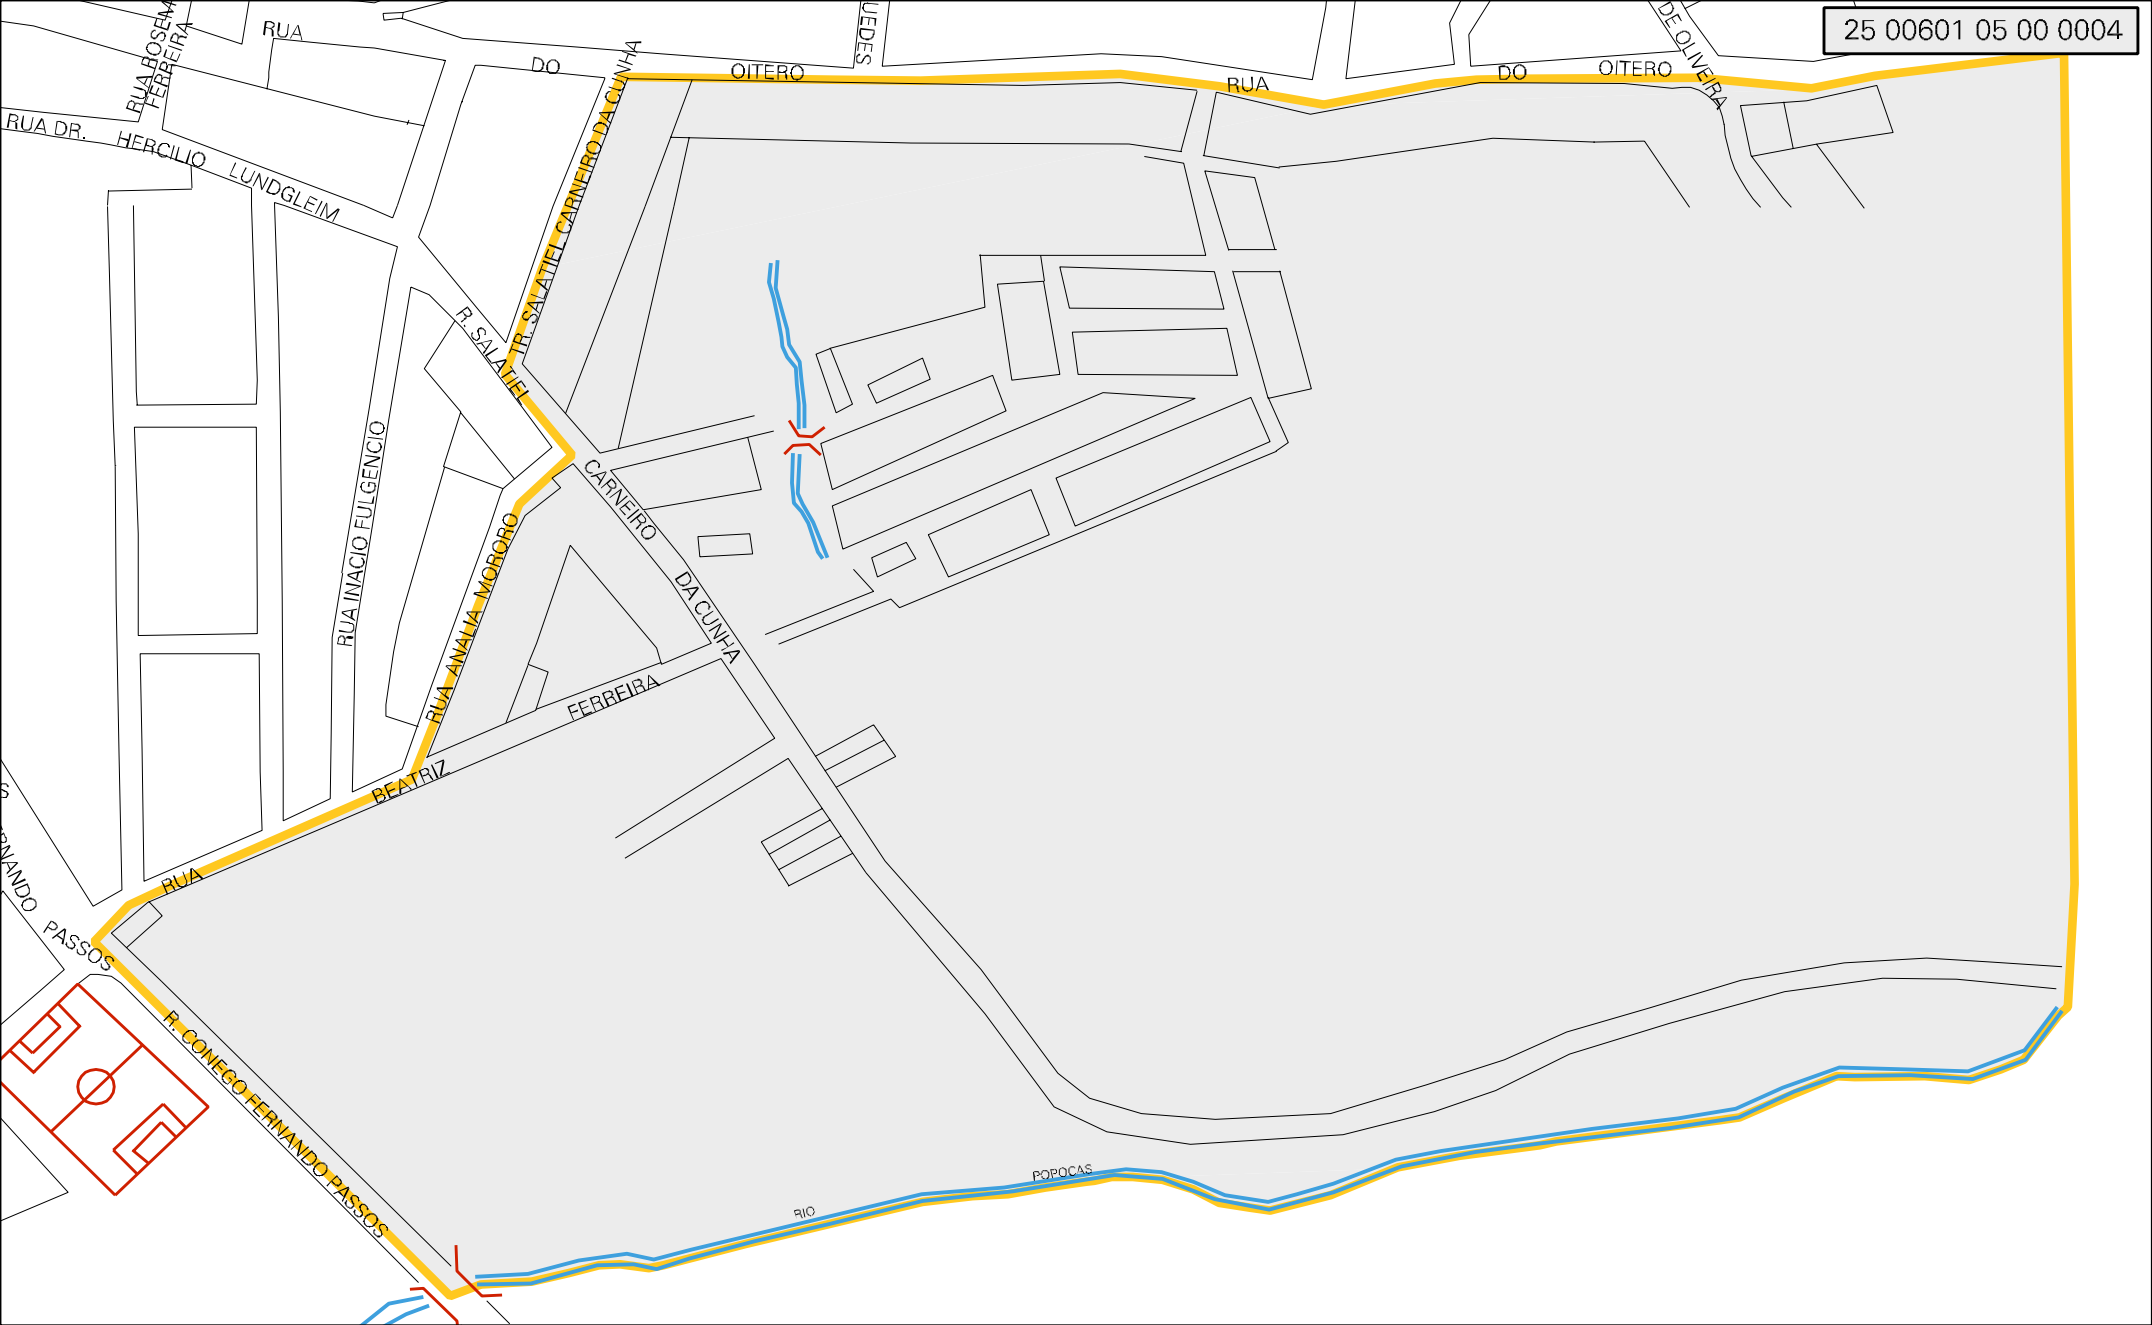 25 00601 05 00 0004
RUA
DO
OITERO
RUA
DO
OITERO
DE OLIVEIRA
UEDES
FERREIRA
RUA DR.
HERCILIO
LUNDGLEIM
TR. SALATIEL CARNEIRO DA CUNHA
R. SALATIEL
CARNEIRO
DA CUNHA
RUA INACIO FULGENCIO
RUA ANALIA MORORO
RUA
BEATRIZ
FERREIRA
S
PASSOS
R. CONEGO FERNANDO PASSOS
RIO
POPOCAS